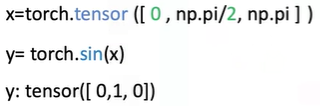 x=torch.tensor ([ 0 , np.pi/2, np.pi ] )
y= torch.sin(x)
y: tensor([ 0,1, 0])